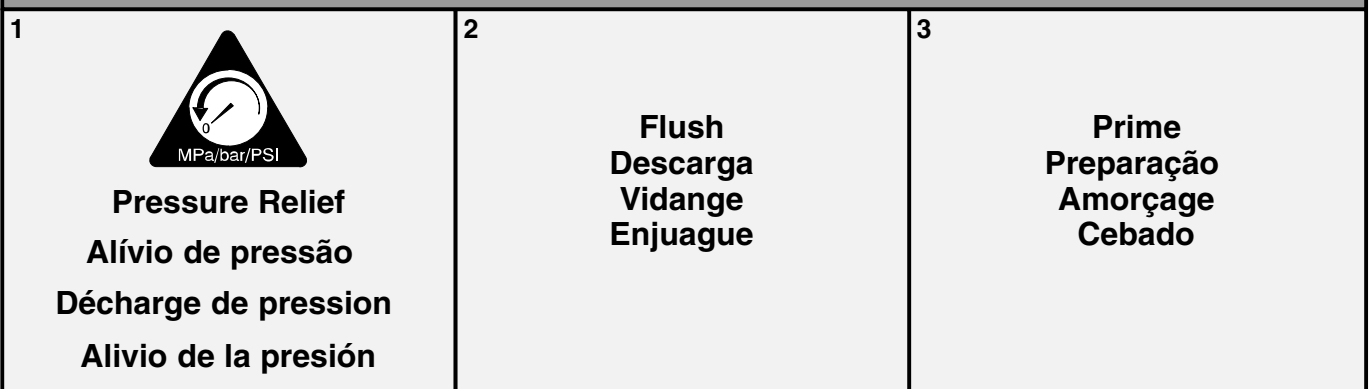 1
0
MPa/bar/PSI
Pressure Relief
Alívio de pressão
Décharge de pression
Alivio de la presión
2
Flush
Descarga
Vidange
Enjuague
3
Prime
Preparação
Amorçage
Cebado